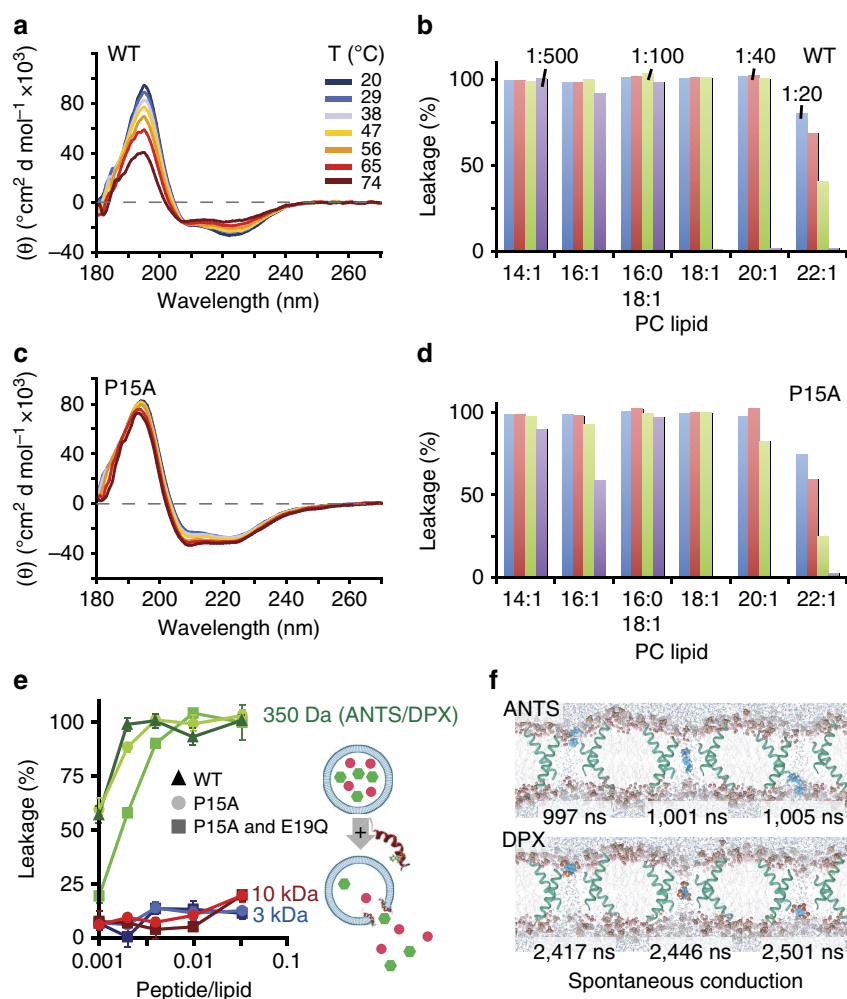 a
WT
T (°C)
20
29
38
47
56
65
74
80
40
0
−40
(θ) (°cm2 d mol−1 ×103)
180 200 220 240 260
Wavelength (nm)
b
1:500 1:100 1:40 WT
1:20
100
50
0
Leakage (%)
14:1 16:1 16:0 18:1 20:1 22:1
18:1
PC lipid
c
P15A
80
40
0
−40
(θ) (°cm2 d mol−1 ×103)
180 200 220 240 260
Wavelength (nm)
d
P15A
100
50
0
Leakage (%)
14:1 16:1 16:0 18:1 20:1 22:1
18:1
PC lipid
e
100
75
50
25
0
Leakage (%)
350 Da (ANTS/DPX)
WT
P15A
P15A and E19Q
10 kDa
3 kDa
+
0.001 0.01 0.1
Peptide/lipid
f
ANTS
997 ns 1,001 ns 1,005 ns
DPX
2,417 ns 2,446 ns 2,501 ns
Spontaneous conduction